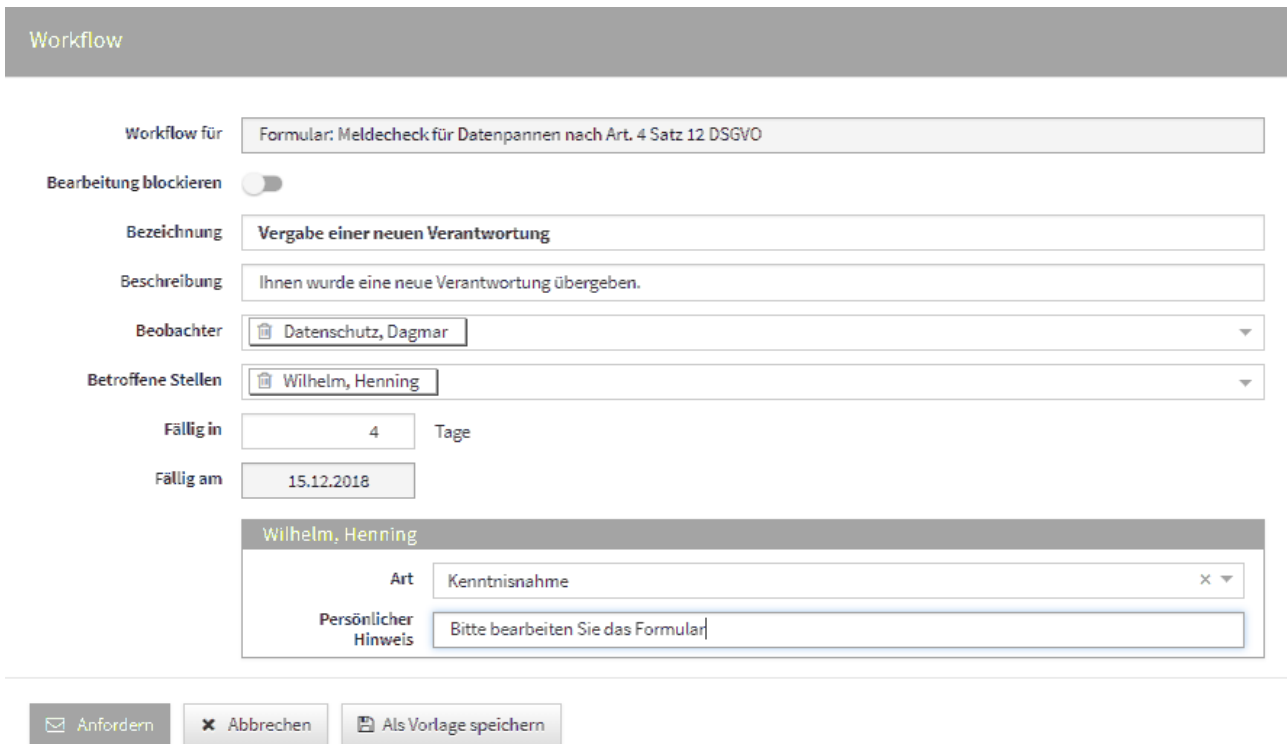 Workflow
Workflow für Formular: Meldecheck für Datenpannen nach Art. 4 Satz 12 DSGVO
Bearbeitung blockieren
Bezeichnung Vergabe einer neuen Verantwortung
Beschreibung Ihnen wurde eine neue Verantwortung übergeben.
Beobachter Datenschutz, Dagmar
Betroffene Stellen Wilhelm, Henning
Fällig in 4 Tage
Fällig am 15.12.2018
Wilhelm, Henning
Art Kenntnisnahme
Persönlicher
Hinweis Bitte bearbeiten Sie das Formular
Anfordern Abbrechen Als Vorlage speichern